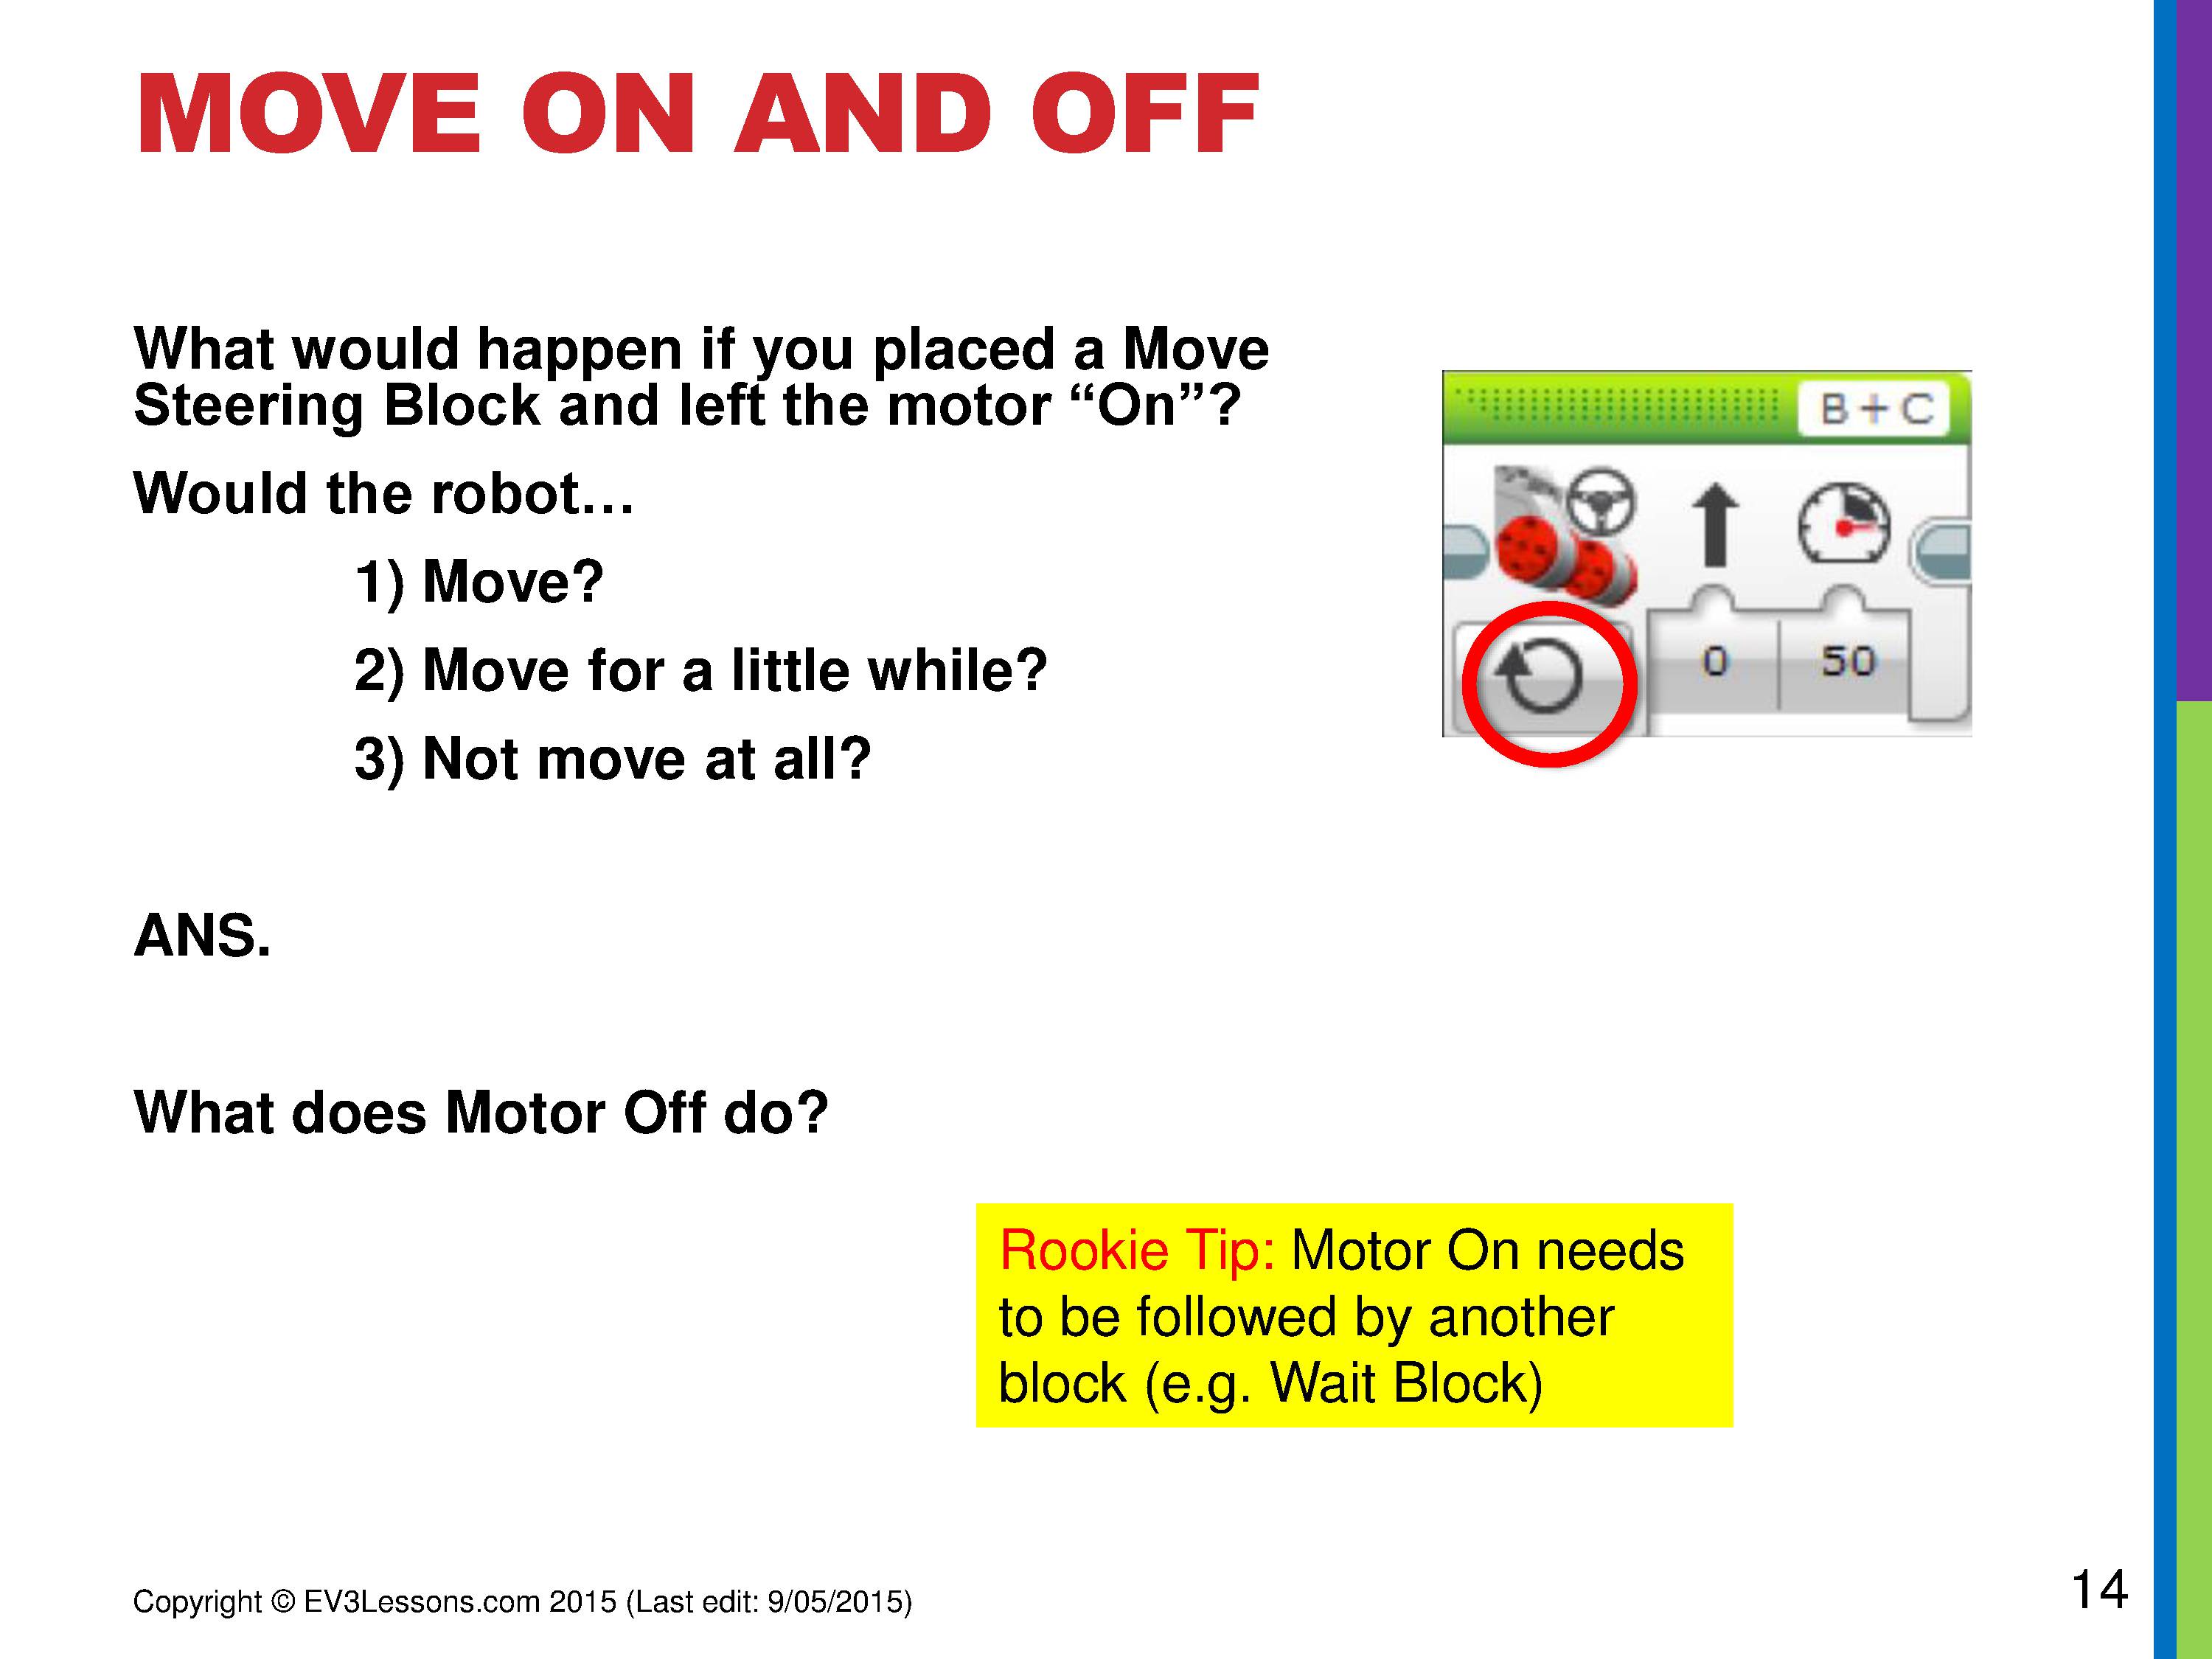 MOVE ON AND OFF
What would happen if you placed a Move
Steering Block and left the motor “On”?
Would the robot…
1) Move?
2) Move for a little while?
3) Not move at all?
B + C
0 50
ANS.
What does Motor Off do?
Rookie Tip: Motor On needs
to be followed by another
block (e.g. Wait Block)
Copyright © EV3Lessons.com 2015 (Last edit: 9/05/2015)
14